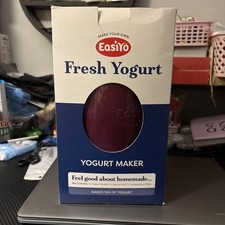 MAKE YOUR OWN
EASIYO
Fresh Yogurt
YOGURT MAKER
Feel good about homemade...
MAKES 1KG OF YOGURT